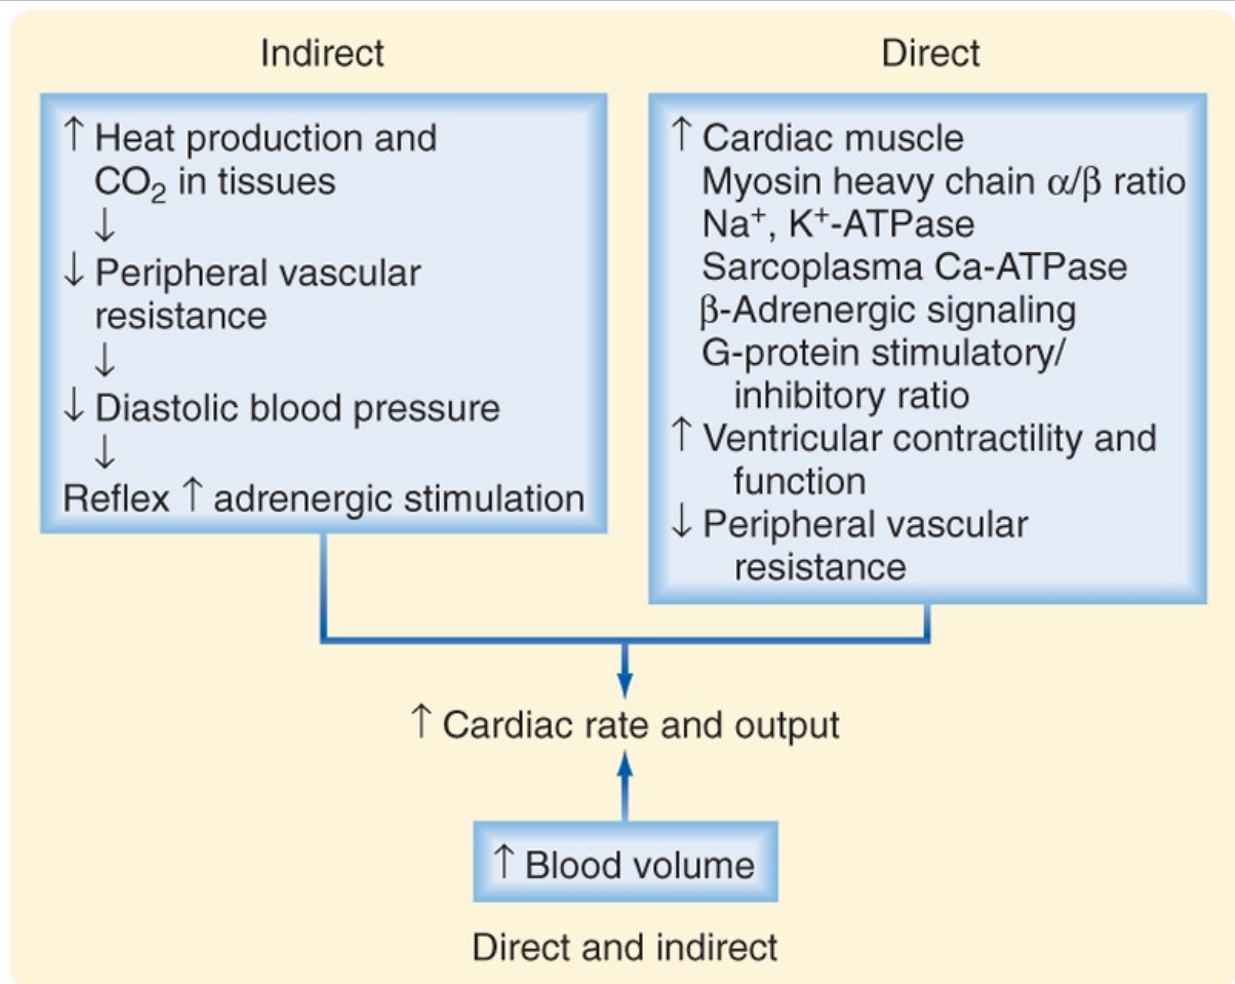 Indirect
↑ Heat production and
CO₂ in tissues
↓
↓ Peripheral vascular
resistance
↓
↓ Diastolic blood pressure
↓
Reflex ↑ adrenergic stimulation
Direct
↑ Cardiac muscle
Myosin heavy chain α/β ratio
Na⁺, K⁺-ATPase
Sarcoplasma Ca-ATPase
β-Adrenergic signaling
G-protein stimulatory/
inhibitory ratio
↑ Ventricular contractility and
function
↓ Peripheral vascular
resistance
↑ Cardiac rate and output
↑ Blood volume
Direct and indirect